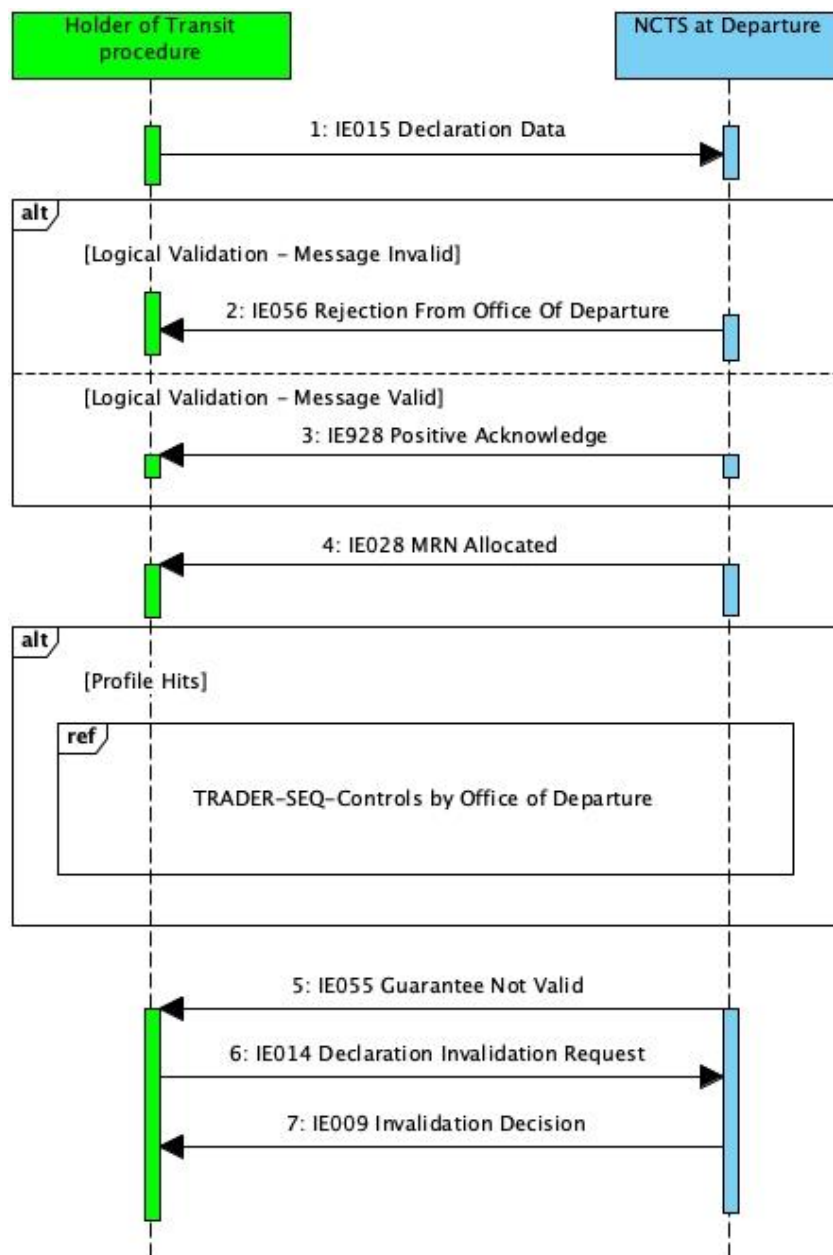 Holder of Transit
procedure
NCTS at Departure
1: IE015 Declaration Data
alt
[Logical Validation – Message Invalid]
2: IE056 Rejection From Office Of Departure
[Logical Validation – Message Valid]
3: IE928 Positive Acknowledge
4: IE028 MRN Allocated
alt
[Profile Hits]
ref
TRADER-SEQ-Controls by Office of Departure
5: IE055 Guarantee Not Valid
6: IE014 Declaration Invalidation Request
7: IE009 Invalidation Decision